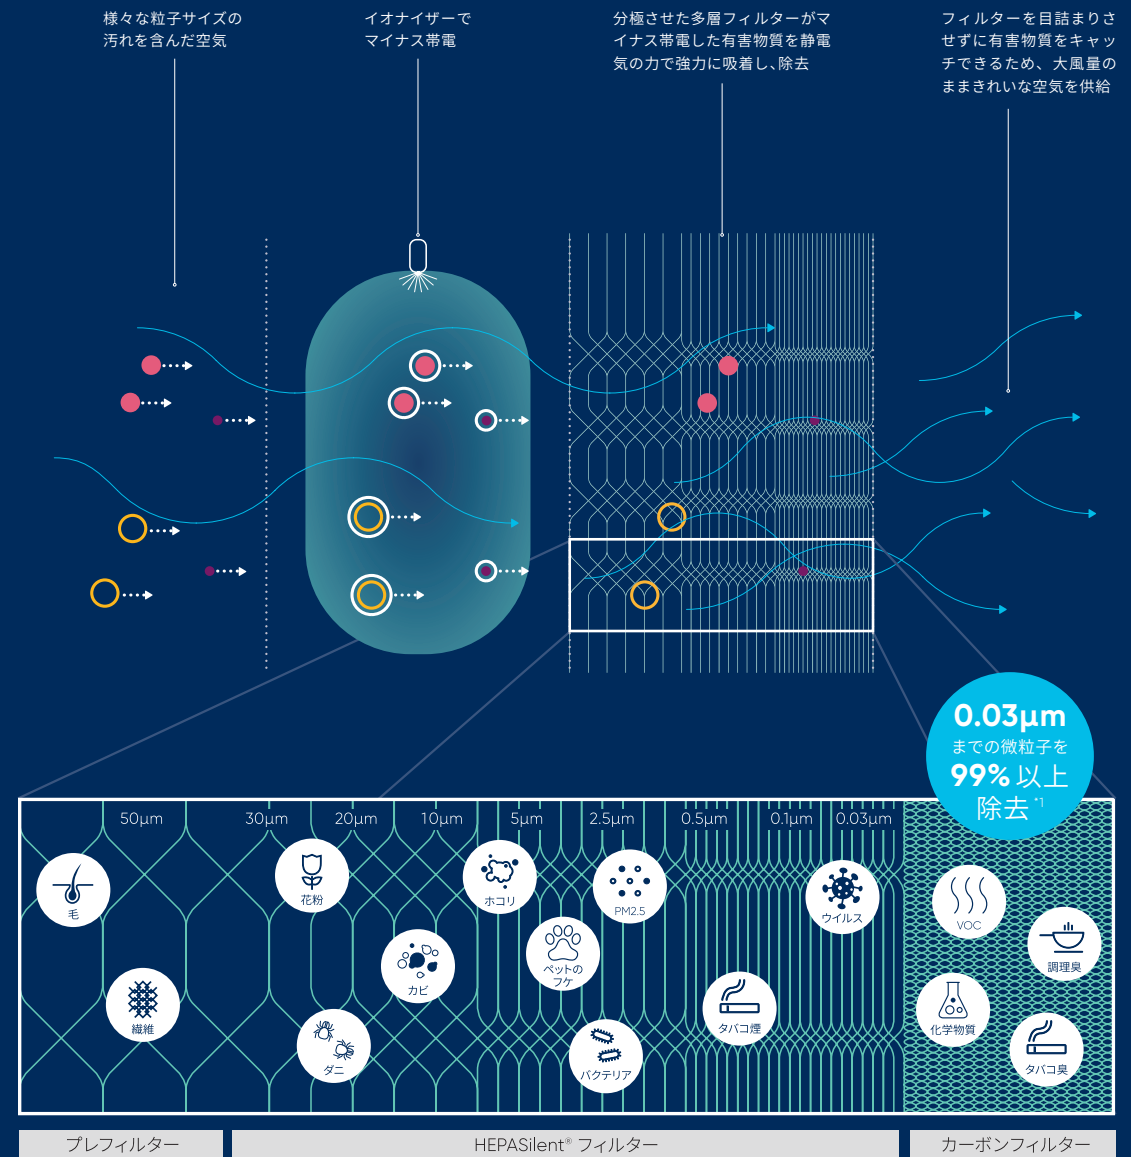 様々な粒子サイズの
汚れを含んだ空気
イオナイザーで
マイナス帯電
分極させた多層フィルターがマ
イナス帯電した有害物質を静電
気の力で強力に吸着し、除去
フィルターを目詰まりさ
せずに有害物質をキャッ
チできるため、大風量の
ままきれいな空気を供給
0.03μm
までの微粒子を
99% 以上
除去*1
50μm 30μm 20μm 10μm 5μm 2.5μm 0.5μm 0.1μm 0.03μm
毛
花粉
ホコリ
PM2.5
ウイルス
VOC
調理臭
カビ
ペットの
フケ
繊維
ダニ
バクテリア
タバコ煙
化学物質
タバコ臭
プレフィルター
HEPASilent® フィルター
カーボンフィルター